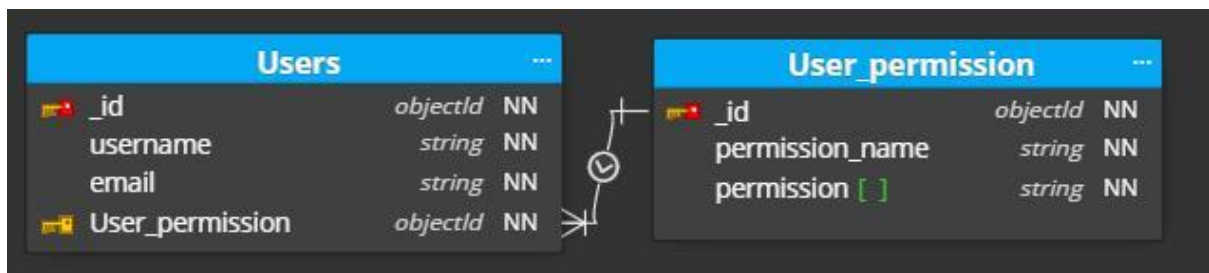 Users ...
_id objectId NN
username string NN
email string NN
User_permission objectId NN
User_permission ...
_id objectId NN
permission_name string NN
permission [ ] string NN